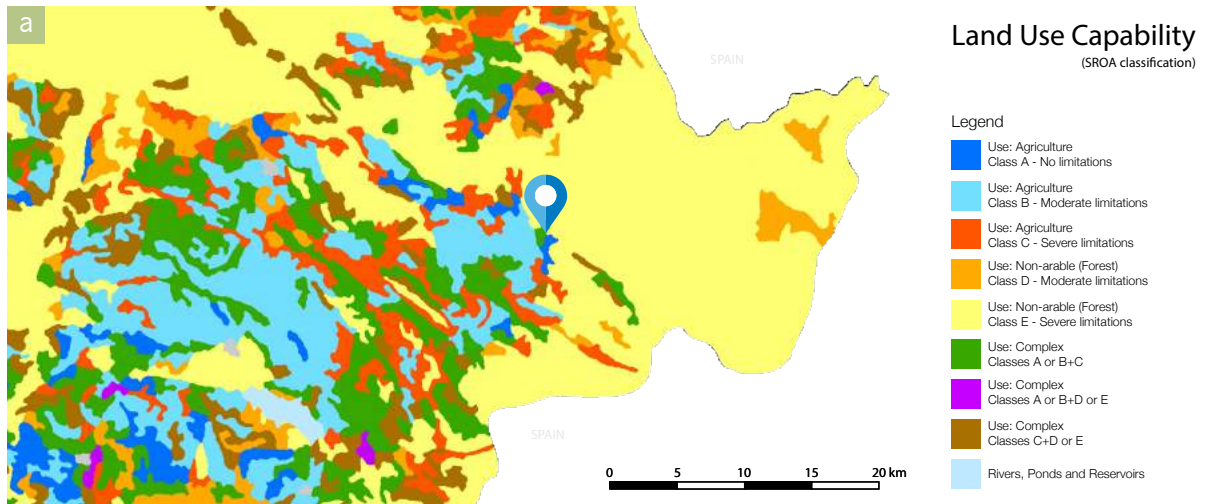 a
SPAIN
SPAIN
0 5 10 15 20 km
Land Use Capability
(SROA classification)
Legend
Use: Agriculture
Class A - No limitations
Use: Agriculture
Class B - Moderate limitations
Use: Agriculture
Class C - Severe limitations
Use: Non-arable (Forest)
Class D - Moderate limitations
Use: Non-arable (Forest)
Class E - Severe limitations
Use: Complex
Classes A or B+C
Use: Complex
Classes A or B+D or E
Use: Complex
Classes C+D or E
Rivers, Ponds and Reservoirs